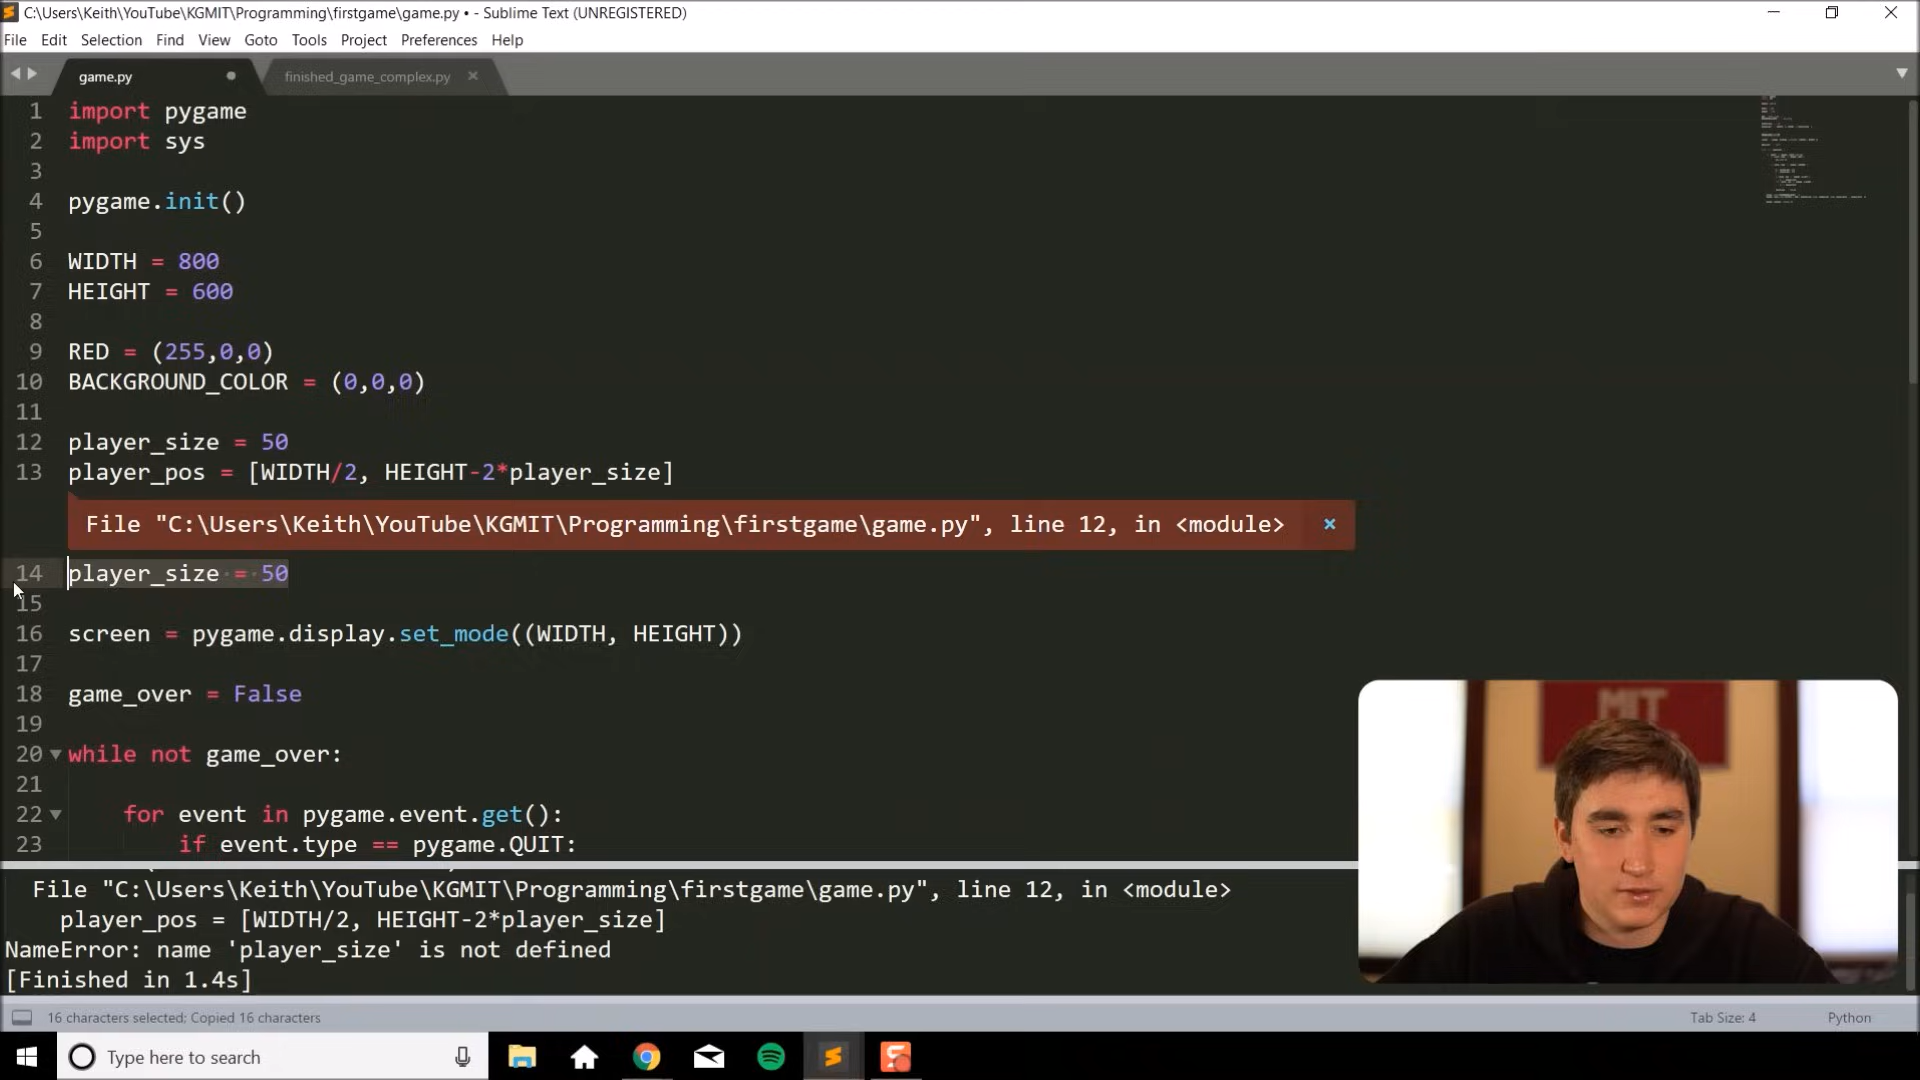 C:\Users\Keith\YouTube\KGMIT\Programming\firstgame\game.py • - Sublime Text (UNREGISTERED)
File Edit Selection Find View Goto Tools Project Preferences Help
game.py
finished_game_complex.py ×
1 import pygame
2 import sys
3
4 pygame.init()
5
6 WIDTH = 800
7 HEIGHT = 600
8
9 RED = (255,0,0)
10 BACKGROUND_COLOR = (0,0,0)
11
12 player_size = 50
13 player_pos = [WIDTH/2, HEIGHT-2*player_size]
File "C:\Users\Keith\YouTube\KGMIT\Programming\firstgame\game.py", line 12, in <module> ×
14 player_size = 50
15
16 screen = pygame.display.set_mode((WIDTH, HEIGHT))
17
18 game_over = False
19
20 while not game_over:
21
22 for event in pygame.event.get():
23 if event.type == pygame.QUIT:
MIT
File "C:\Users\Keith\YouTube\KGMIT\Programming\firstgame\game.py", line 12, in <module>
player_pos = [WIDTH/2, HEIGHT-2*player_size]
NameError: name 'player_size' is not defined
[Finished in 1.4s]
16 characters selected; Copied 16 characters
Tab Size: 4
Python
Type here to search